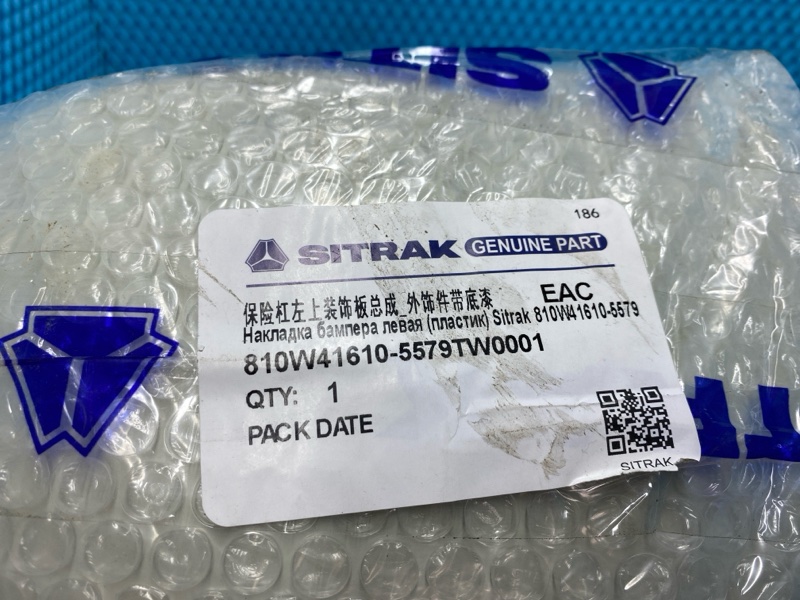 186
SITRAK GENUINE PART
保险杠左上装饰板总成_外饰件带底漆 EAC
Накладка бампера левая (пластик) Sitrak 810W41610-5579
810W41610-5579TW0001
QTY: 1
PACK DATE
SITRAK